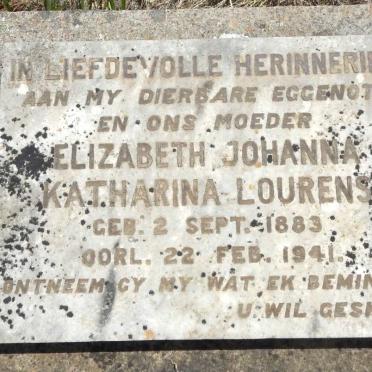 IN LIEFDEVOLLE HERINNERING
AAN MY DIERBARE EGGENOT
EN ONS MOEDER
ELIZABETH JOHANNA
KATHARINA LOURENS
GEB. 2 SEPT. 1883
OORL. 22 FEB. 1941.
ONTNEEM GY MY WAT EK BEMIN
U WIL GESK